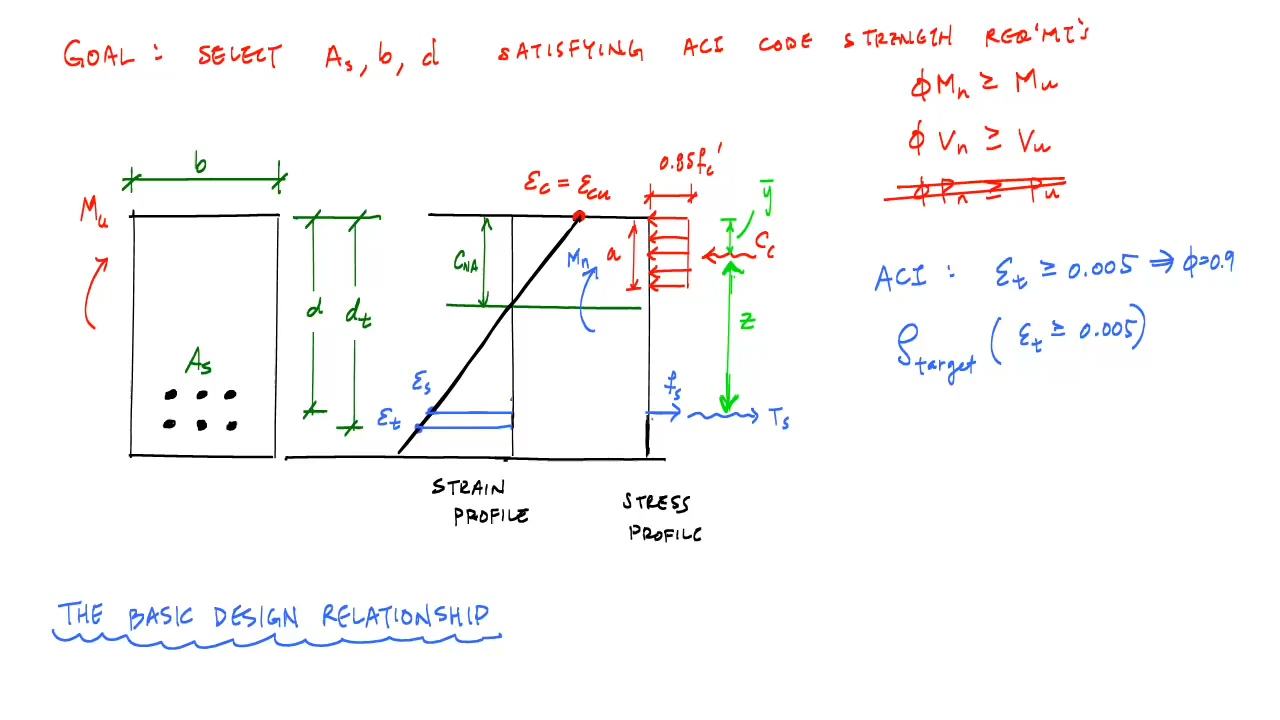 GOAL: SELECT As, b, d SATISFYING ACI CODE STRENGTH REQ'MT'S
ϕMn ≥ Mu
ϕ Vn ≥ Vu
ϕ Pn ≥ Pu
b
0.85fc'
εc = εcu
ȳ
Mu
Cc
CNA
Mn
a
ACI: εt ≥ 0.005 ⇒ ϕ=0.9
d
dt
z
ρtarget (εt ≥ 0.005)
As
εs
fs
εt
Ts
STRAIN
PROFILE
STRESS
PROFILE
THE BASIC DESIGN RELATIONSHIP